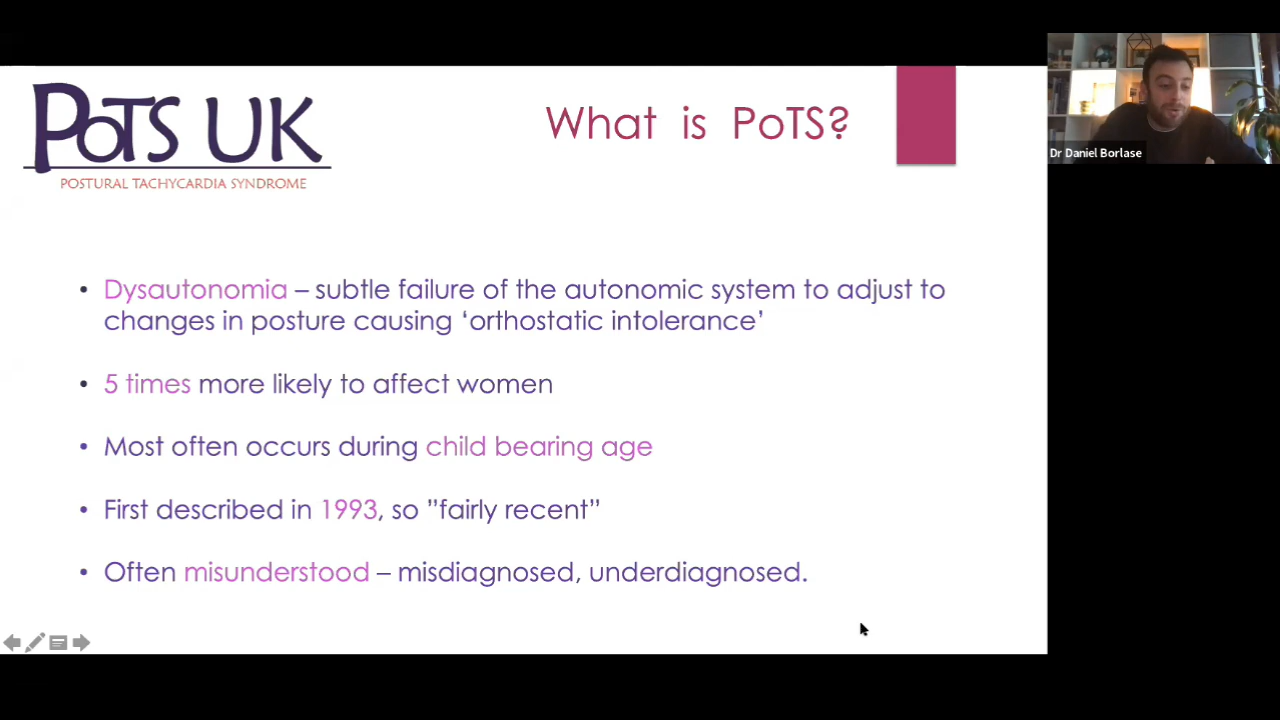 PoTS UK
POSTURAL TACHYCARDIA SYNDROME
What is PoTS?
Dr Daniel Borlase
• Dysautonomia – subtle failure of the autonomic system to adjust to
changes in posture causing ‘orthostatic intolerance’
• 5 times more likely to affect women
• Most often occurs during child bearing age
• First described in 1993, so ”fairly recent”
• Often misunderstood – misdiagnosed, underdiagnosed.